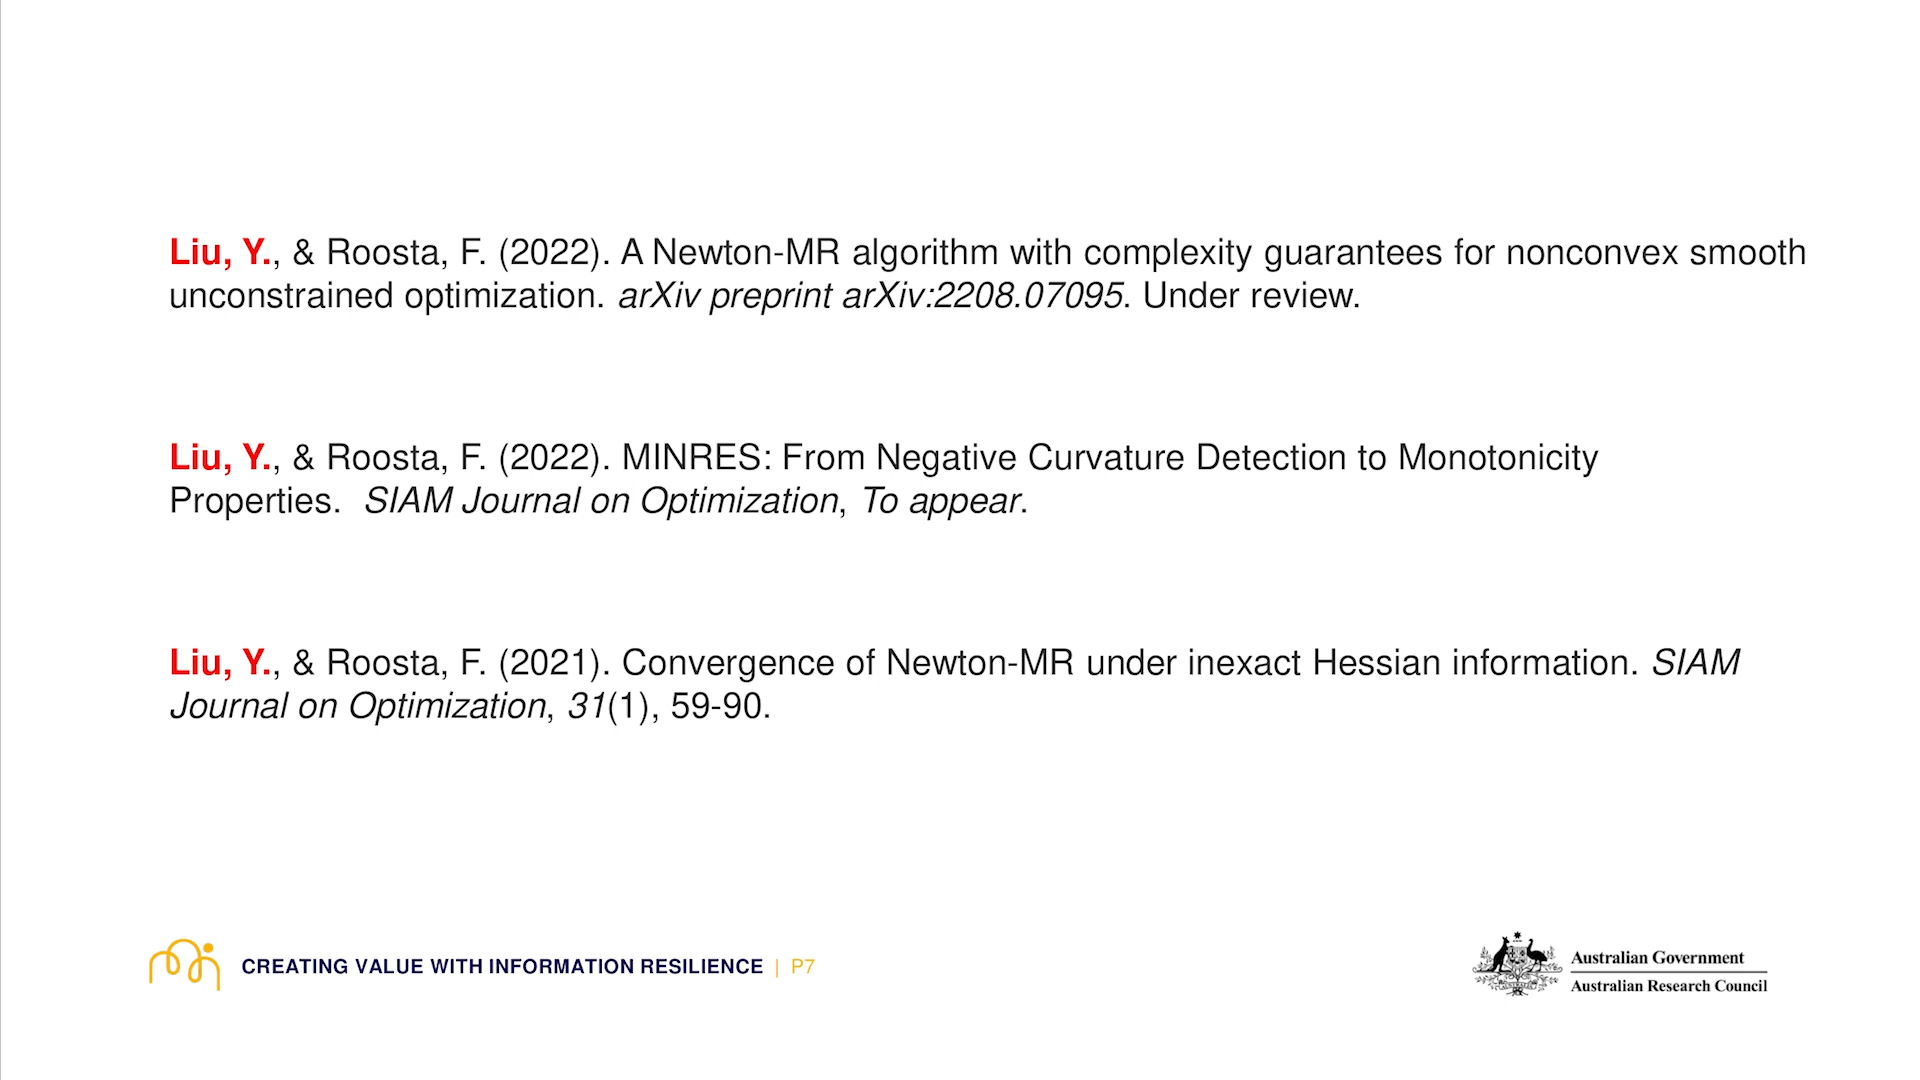 Liu, Y., & Roosta, F. (2022). A Newton-MR algorithm with complexity guarantees for nonconvex smooth
unconstrained optimization. arXiv preprint arXiv:2208.07095. Under review.
Liu, Y., & Roosta, F. (2022). MINRES: From Negative Curvature Detection to Monotonicity
Properties. SIAM Journal on Optimization, To appear.
Liu, Y., & Roosta, F. (2021). Convergence of Newton-MR under inexact Hessian information. SIAM
Journal on Optimization, 31(1), 59-90.
CREATING VALUE WITH INFORMATION RESILIENCE | P7
Australian Government
Australian Research Council